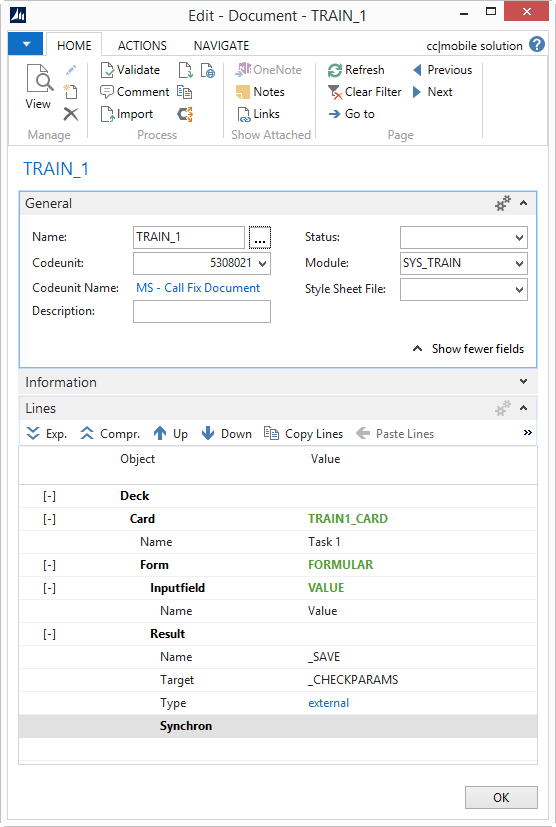 Edit - Document - TRAIN_1
HOME ACTIONS NAVIGATE cc|mobile solution ?
View
Manage
Validate
Comment
Import
Process
OneNote
Notes
Links
Show Attached
Refresh
Clear Filter
Go to
Previous
Next
Page
TRAIN_1
General
Name: TRAIN_1 ...
Codeunit: 5308021
Codeunit Name: MS - Call Fix Document
Description:
Status:
Module: SYS_TRAIN
Style Sheet File:
Show fewer fields
Information
Lines
Exp. Compr. Up Down Copy Lines Paste Lines »
Object Value
[-] Deck
[-] Card TRAIN1_CARD
Name Task 1
[-] Form FORMULAR
[-] Inputfield VALUE
Name Value
[-] Result
Name _SAVE
Target _CHECKPARAMS
Type external
Synchron
OK